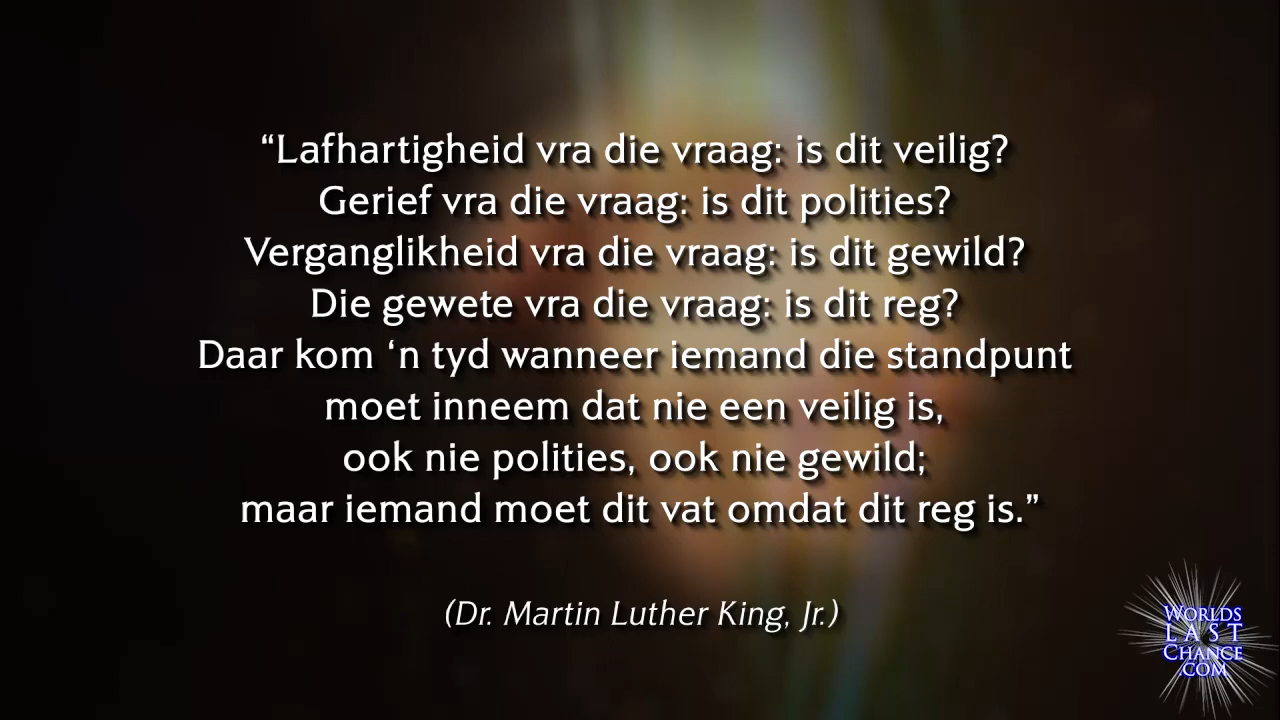 “Lafhartigheid vra die vraag: is dit veilig?
Gerief vra die vraag: is dit polities?
Verganglikheid vra die vraag: is dit gewild?
Die gewete vra die vraag: is dit reg?
Daar kom ‘n tyd wanneer iemand die standpunt
moet inneem dat nie een veilig is,
ook nie polities, ook nie gewild;
maar iemand moet dit vat omdat dit reg is.”
(Dr. Martin Luther King, Jr.)
WORLDS
LAST
CHANCE
.COM